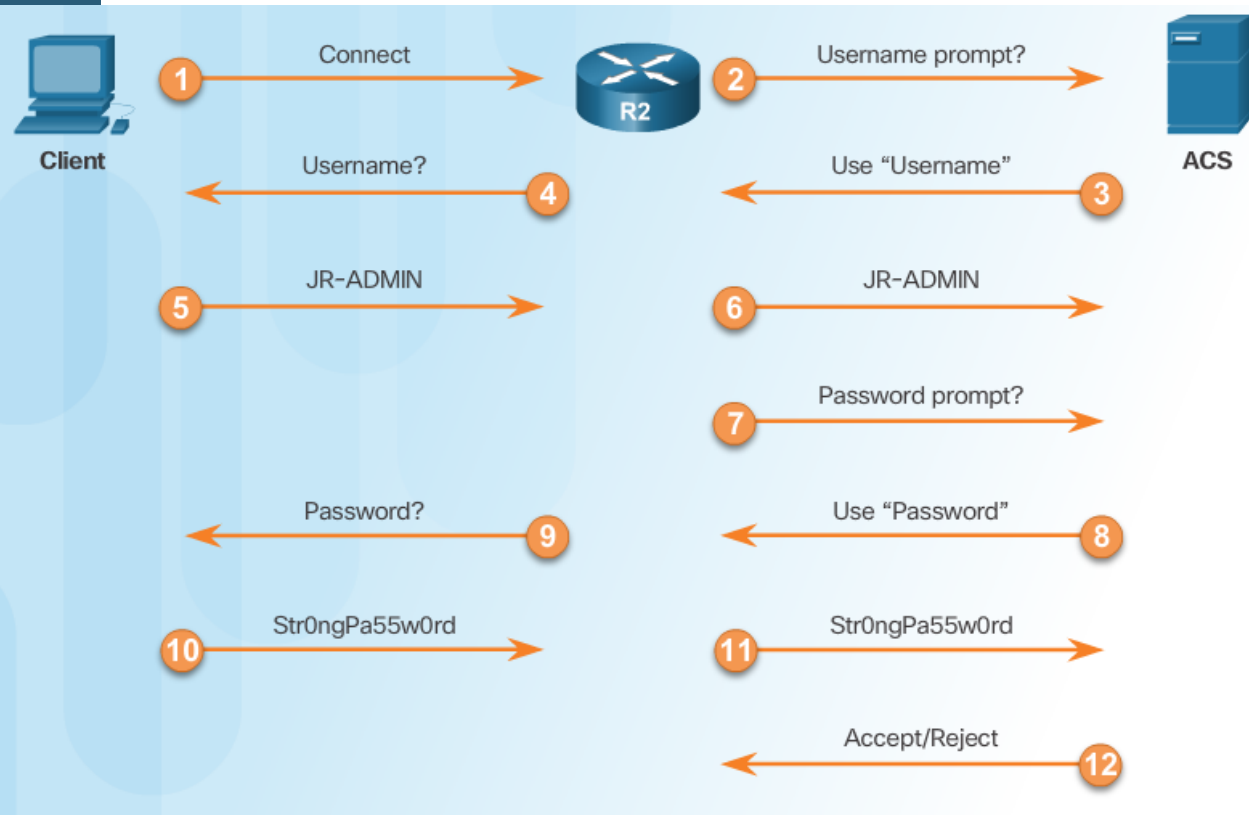 1 Connect
R2
2 Username prompt?
Client
ACS
Username? 4
Use “Username” 3
5 JR-ADMIN
6 JR-ADMIN
7 Password prompt?
Password? 9
Use “Password” 8
10 Str0ngPa55w0rd
11 Str0ngPa55w0rd
Accept/Reject 12